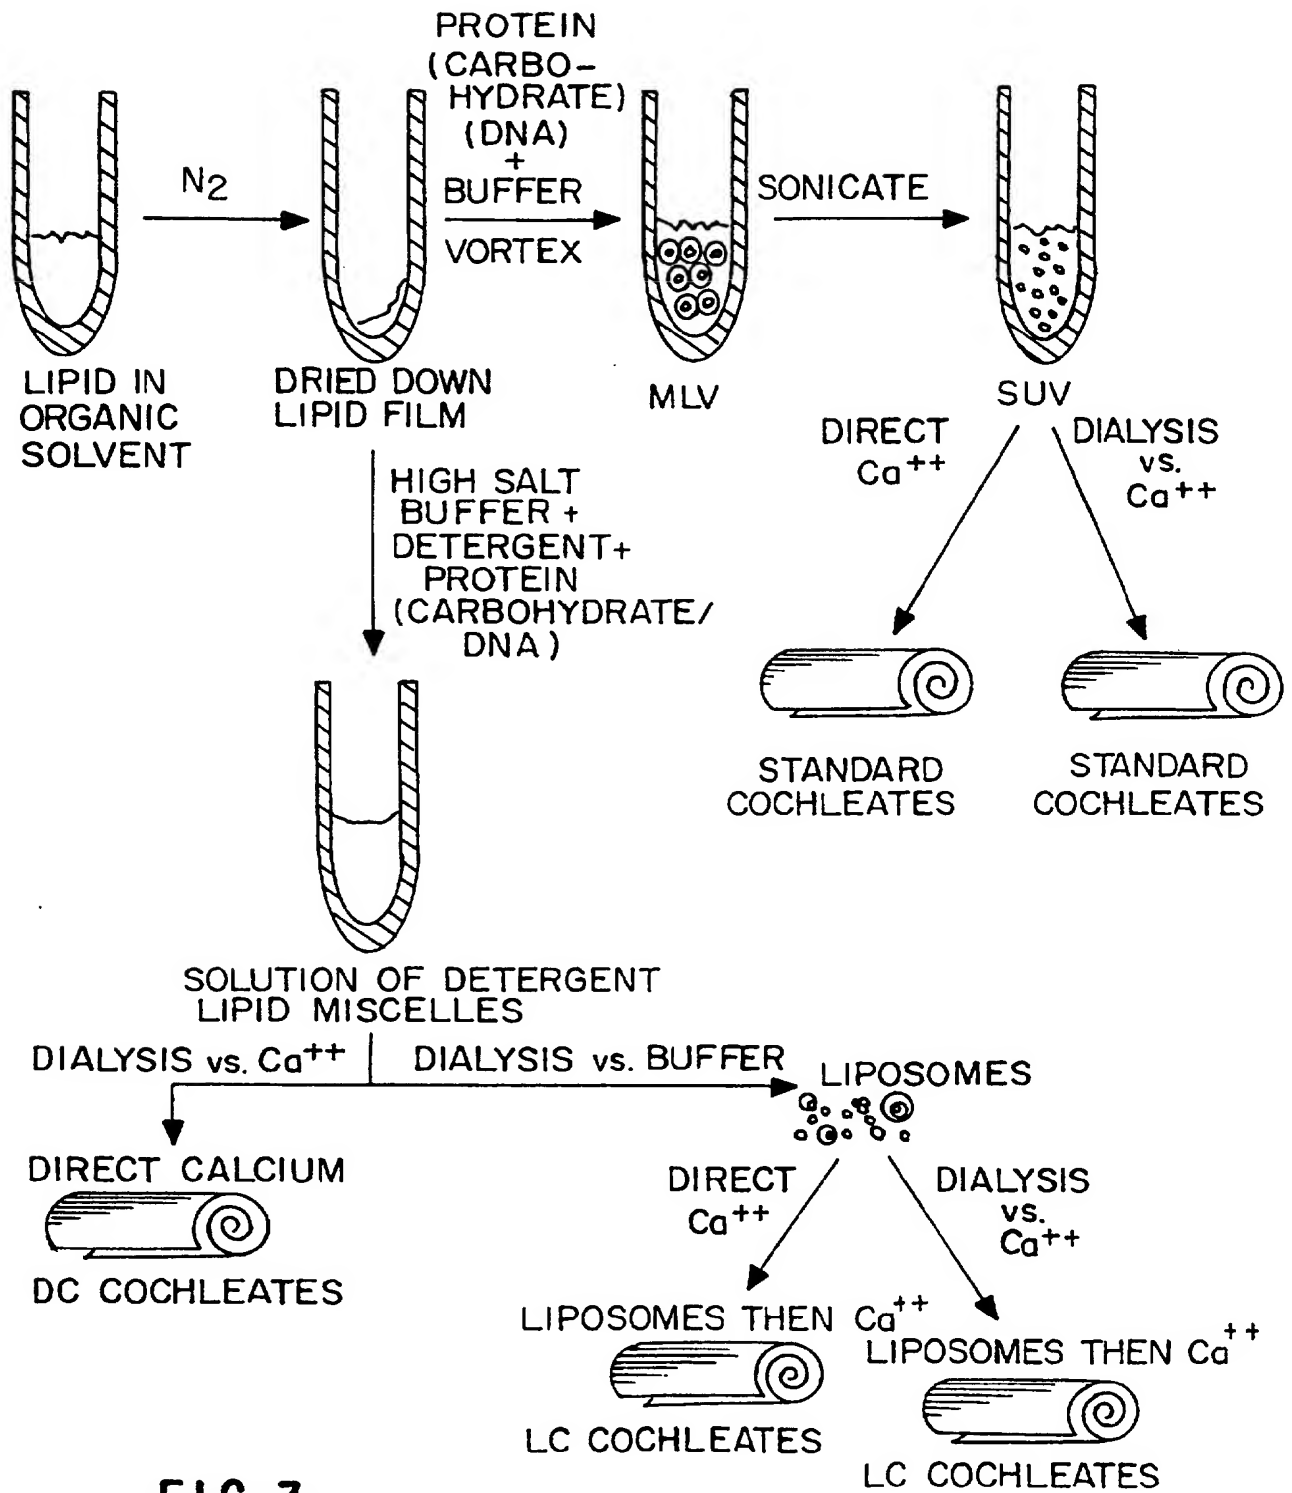 PROTEIN
(CARBO-
HYDRATE)
(DNA)
+
BUFFER
VORTEX
N2
SONICATE
LIPID IN
ORGANIC
SOLVENT
DRIED DOWN
LIPID FILM
MLV
SUV
DIRECT
Ca++
DIALYSIS
vs.
Ca++
HIGH SALT
BUFFER +
DETERGENT+
PROTEIN
(CARBOHYDRATE/
DNA)
STANDARD
COCHLEATES
STANDARD
COCHLEATES
SOLUTION OF DETERGENT
LIPID MISCELLES
DIALYSIS vs. Ca++
DIALYSIS vs. BUFFER
LIPOSOMES
DIRECT CALCIUM
DC COCHLEATES
DIRECT
Ca++
DIALYSIS
vs.
Ca++
LIPOSOMES THEN Ca++
LC COCHLEATES
LIPOSOMES THEN Ca++
LC COCHLEATES